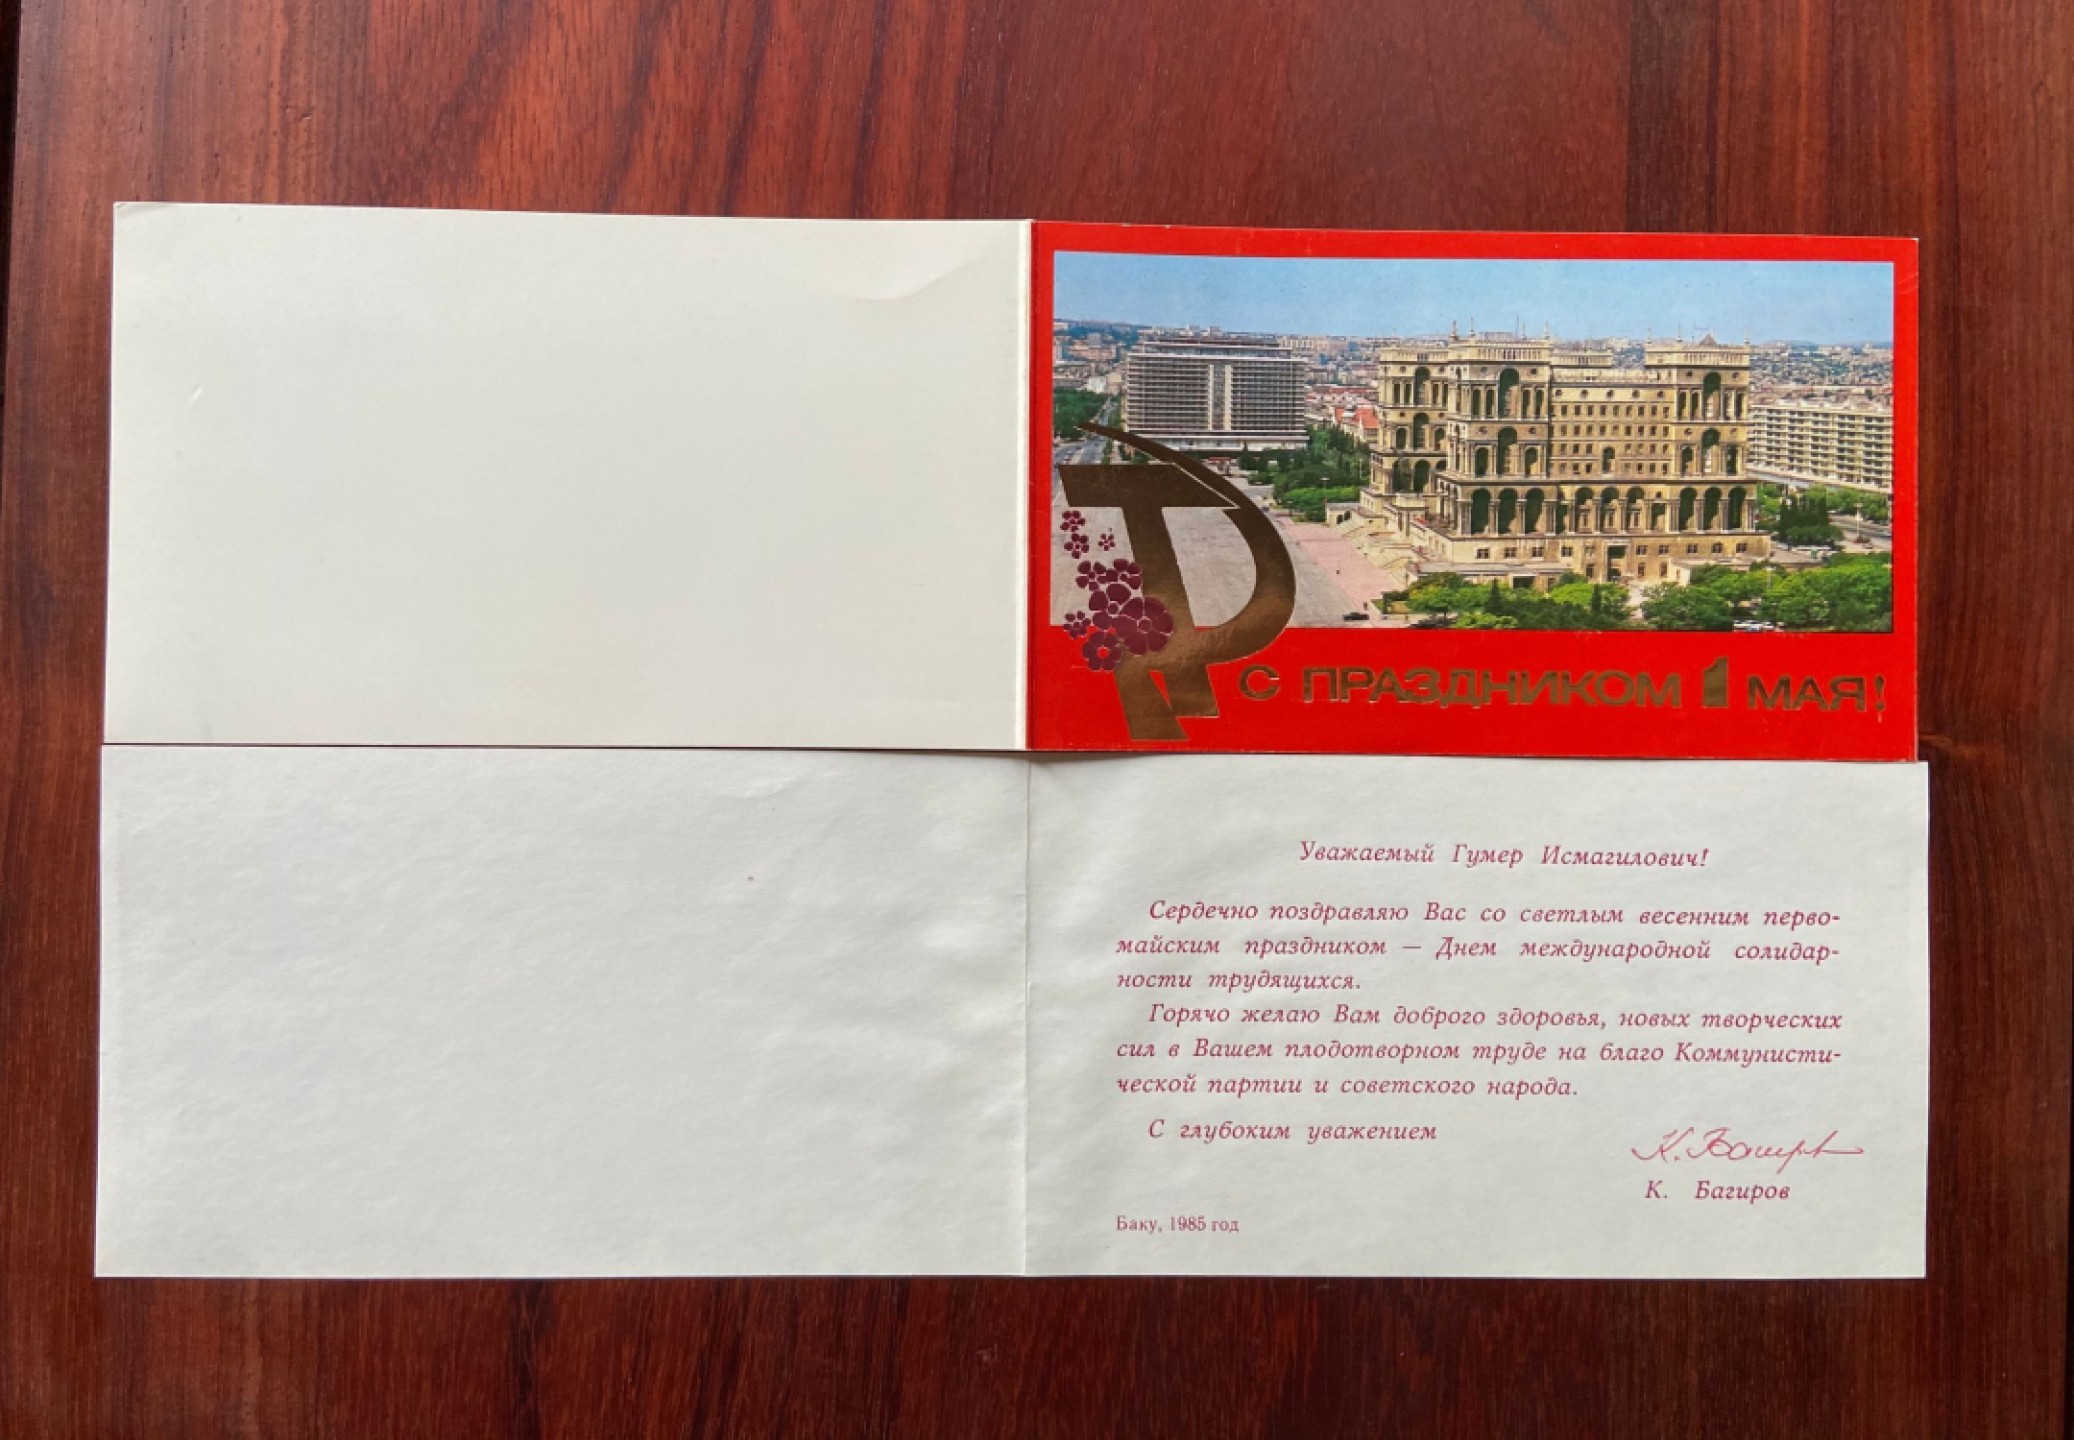 С ПРАЗДНИКОМ 1 МАЯ!
Уважаемый Гумер Исмагилович!
Сердечно поздравляю Вас со светлым весенним перво-
майским праздником — Днем международной солидар-
ности трудящихся.
Горячо желаю Вам доброго здоровья, новых творческих
сил в Вашем плодотворном труде на благо Коммунисти-
ческой партии и советского народа.
С глубоким уважением
К. Багиров
К. Багиров
Баку, 1985 год